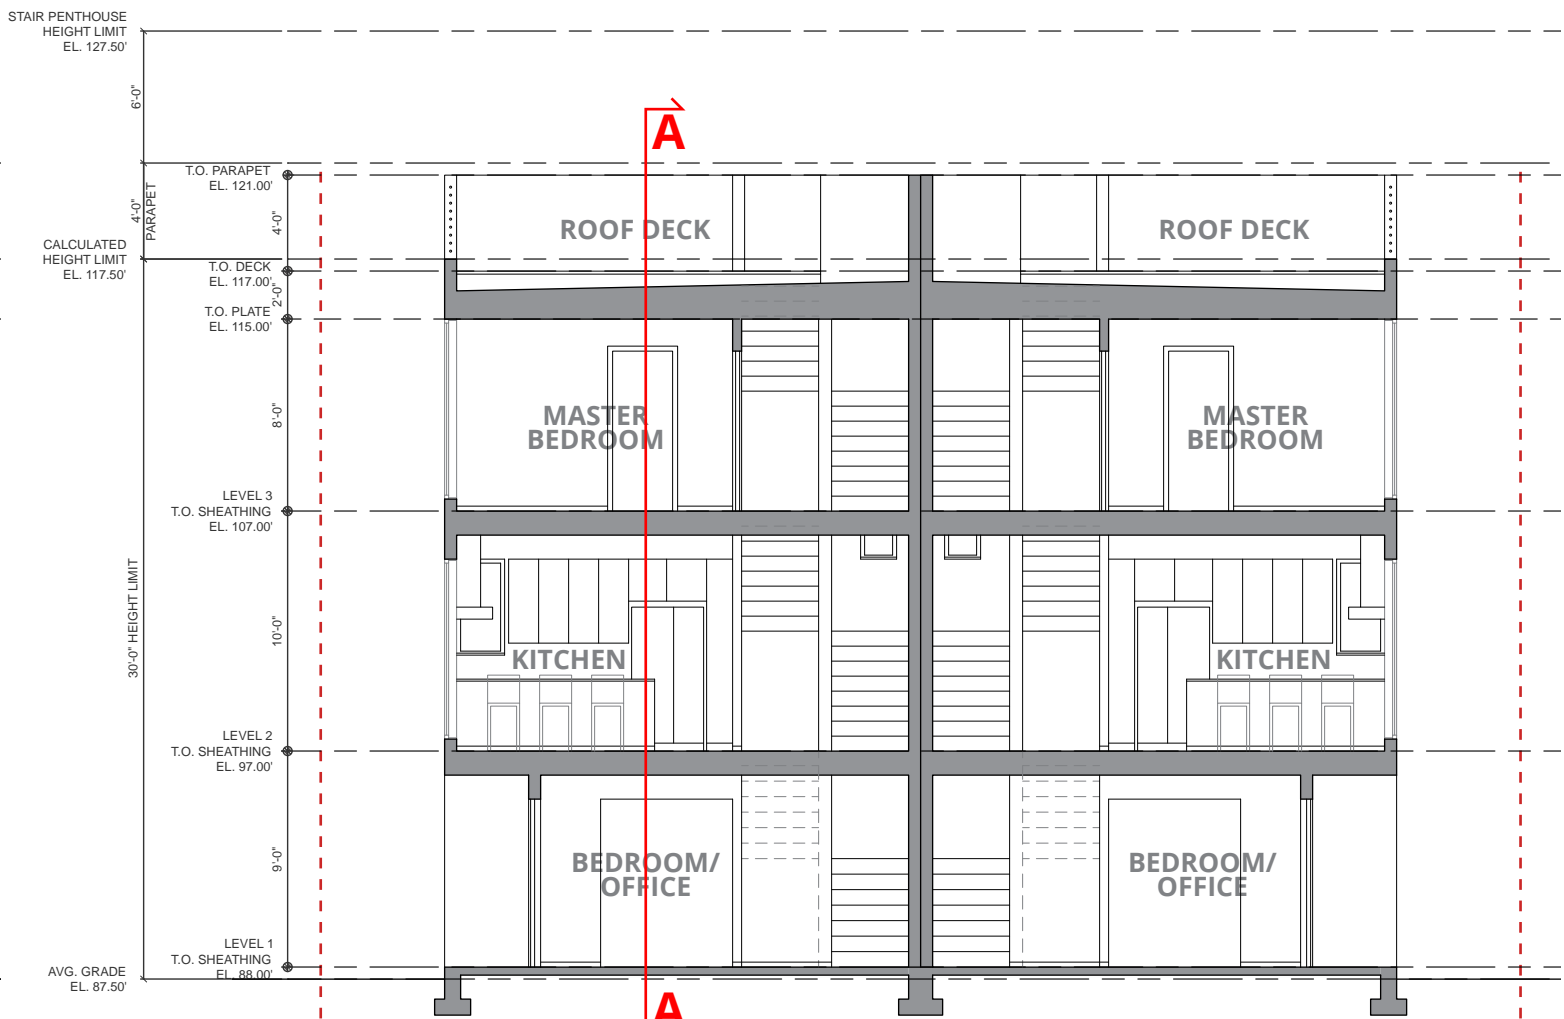 STAIR PENTHOUSE
HEIGHT LIMIT
EL. 127.50'
6'-0"
A
T.O. PARAPET
EL. 121.00'
4'-0"
PARAPET
4'-0"
ROOF DECK
ROOF DECK
CALCULATED
HEIGHT LIMIT
EL. 117.50'
T.O. DECK
EL. 117.00'
2'-0"
T.O. PLATE
EL. 115.00'
8'-0"
MASTER
BEDROOM
MASTER
BEDROOM
LEVEL 3
T.O. SHEATHING
EL. 107.00'
30'-0" HEIGHT LIMIT
10'-0"
KITCHEN
KITCHEN
LEVEL 2
T.O. SHEATHING
EL. 97.00'
9'-0"
BEDROOM/
OFFICE
BEDROOM/
OFFICE
LEVEL 1
T.O. SHEATHING
EL. 88.00'
AVG. GRADE
EL. 87.50'
A